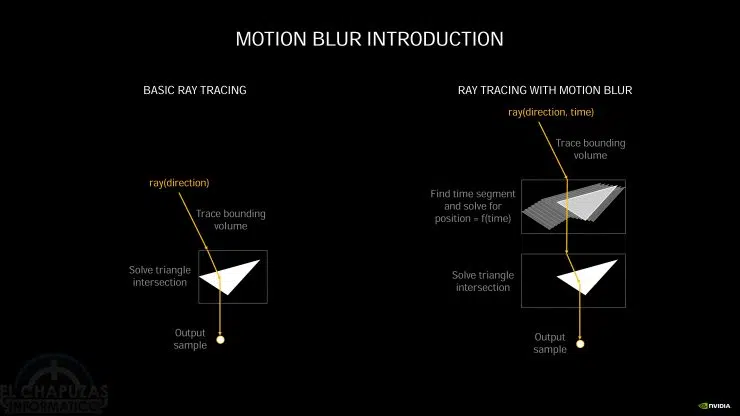 MOTION BLUR INTRODUCTION
BASIC RAY TRACING
ray(direction)
Trace bounding
volume
Solve triangle
intersection
Output
sample
RAY TRACING WITH MOTION BLUR
ray(direction, time)
Trace bounding
volume
Find time segment
and solve for
position = f(time)
Solve triangle
intersection
Output
sample
EL CHAPUZAS
INFORMÁTICO
NVIDIA